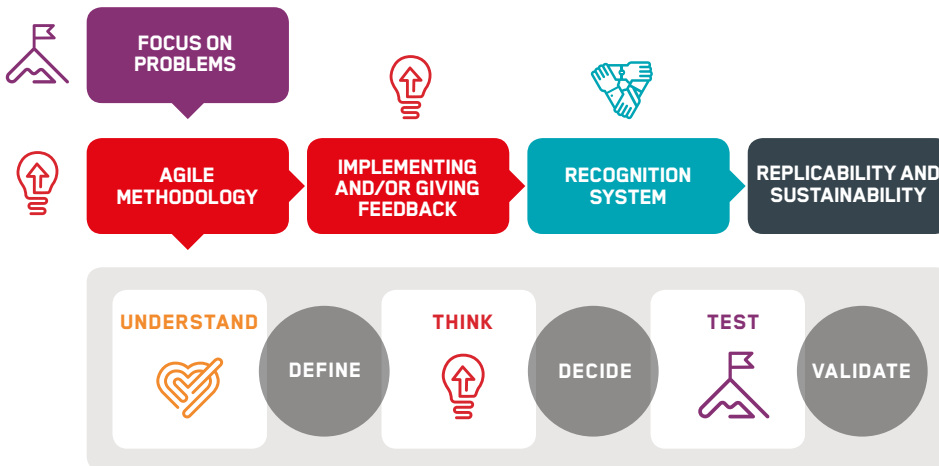 FOCUS ON
PROBLEMS
AGILE
METHODOLOGY
IMPLEMENTING
AND/OR GIVING
FEEDBACK
RECOGNITION
SYSTEM
REPLICABILITY AND
SUSTAINABILITY
UNDERSTAND
DEFINE
THINK
DECIDE
TEST
VALIDATE